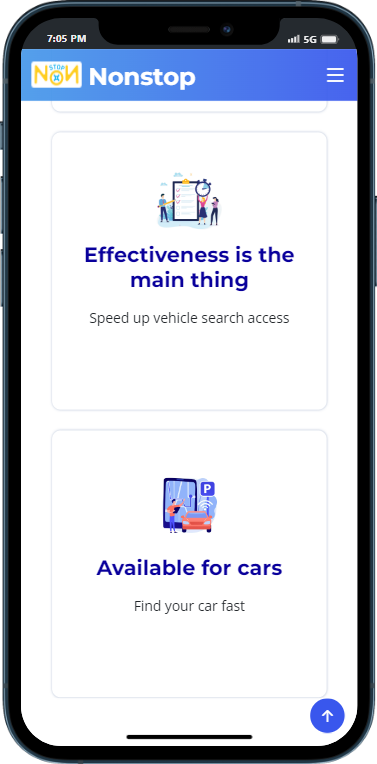 7:05 PM
5G
STOP
NON
Nonstop
Effectiveness is the
main thing
Speed up vehicle search access
P
Available for cars
Find your car fast